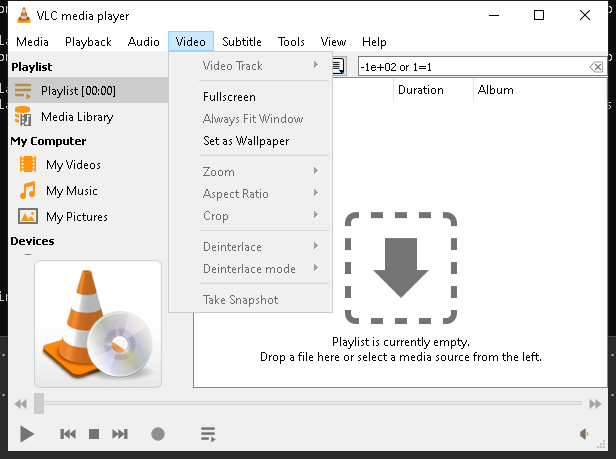 VLC media player
Media Playback Audio Video Subtitle Tools View Help
Playlist
Playlist [00:00]
Media Library
My Computer
My Videos
My Music
My Pictures
Devices
Video Track
Fullscreen
Always Fit Window
Set as Wallpaper
Zoom
Aspect Ratio
Crop
Deinterlace
Deinterlace mode
Take Snapshot
-1e+02 or 1=1
Duration Album
Playlist is currently empty.
Drop a file here or select a media source from the left.